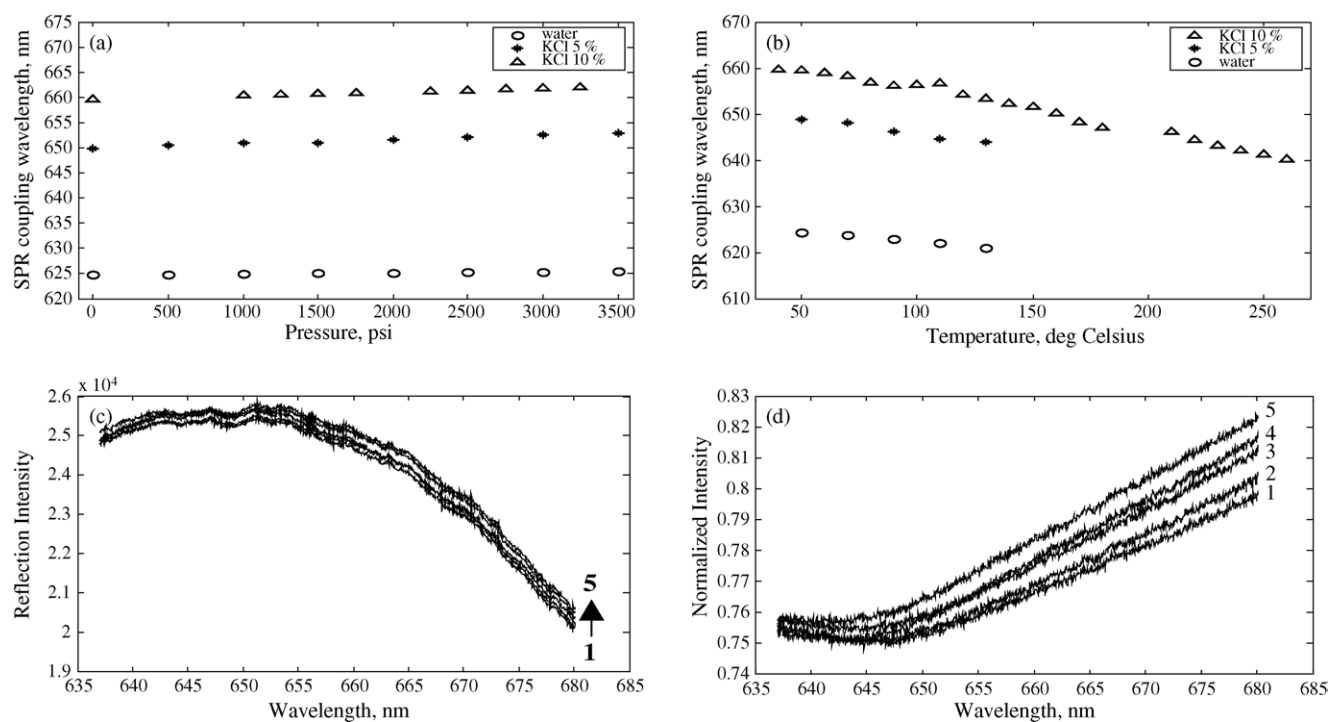 (a)
water
KCl 5 %
KCl 10 %
675
670
665
660
655
650
645
640
635
630
625
620
SPR coupling wavelength, nm
0 500 1000 1500 2000 2500 3000 3500
Pressure, psi
(b)
KCl 10 %
KCl 5 %
water
670
660
650
640
630
620
610
SPR coupling wavelength, nm
50 100 150 200 250
Temperature, deg Celsius
x 10⁴
(c)
2.6
2.5
2.4
2.3
2.2
2.1
2
1.9
Reflection Intensity
5
1
635 640 645 650 655 660 665 670 675 680 685
Wavelength, nm
(d)
0.83
0.82
0.81
0.8
0.79
0.78
0.77
0.76
0.75
0.74
Normalized Intensity
5
4
3
2
1
635 640 645 650 655 660 665 670 675 680 685
Wavelength, nm